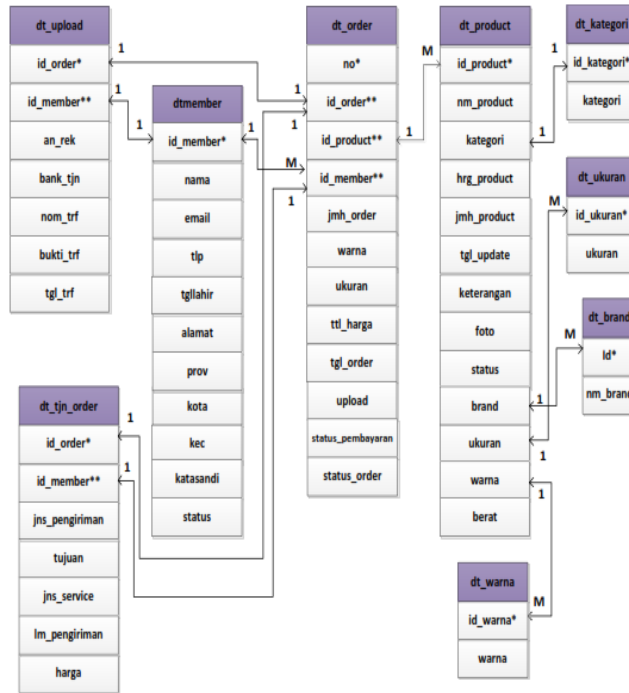 dt_upload
id_order*
id_member**
an_rek
bank_tjn
nom_trf
bukti_trf
tgl_trf
dtmember
id_member*
nama
email
tlp
tgllahir
alamat
prov
kota
kec
katasandi
status
dt_order
no*
id_order**
id_product**
id_member**
jmh_order
warna
ukuran
ttl_harga
tgl_order
upload
status_pembayaran
status_order
dt_product
id_product*
nm_product
kategori
hrg_product
jmh_product
tgl_update
keterangan
foto
status
brand
ukuran
warna
berat
dt_kategori
id_kategori*
kategori
dt_ukuran
id_ukuran*
ukuran
dt_brand
Id*
nm_brand
dt_tjn_order
id_order*
id_member**
jns_pengiriman
tujuan
jns_service
lm_pengiriman
harga
dt_warna
id_warna*
warna
1
1
1
1
1
1
M
1
M
1
1
1
M
M
1
1
1
M
1
1